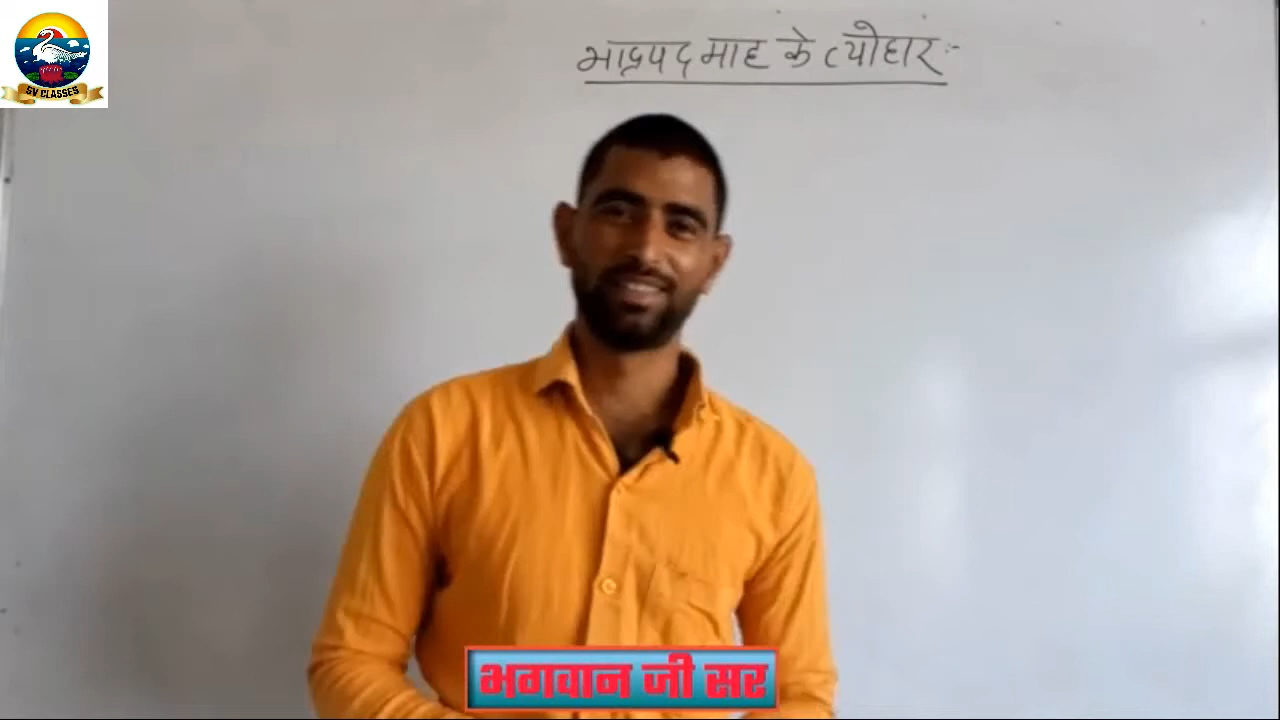 SV CLASSES
भाद्रपद माह के त्योहार :-
भगवान जी सर